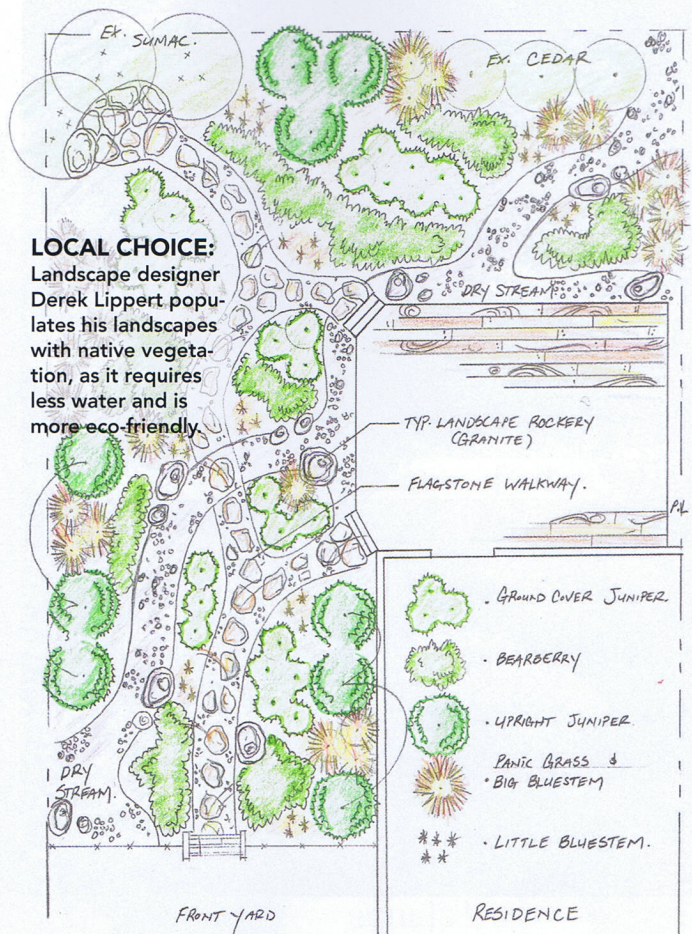 EX. SUMAC.
EX. CEDAR
LOCAL CHOICE:
Landscape designer
Derek Lippert popu-
lates his landscapes
with native vegeta-
tion, as it requires
less water and is
more eco-friendly.
DRY STREAM
TYP. LANDSCAPE ROCKERY
(GRANITE)
FLAGSTONE WALKWAY.
P/L
• GROUND COVER JUNIPER
• BEARBERRY
• UPRIGHT JUNIPER
PANIC GRASS &
• BIG BLUESTEM
• LITTLE BLUESTEM.
DRY
STREAM.
FRONT YARD
RESIDENCE